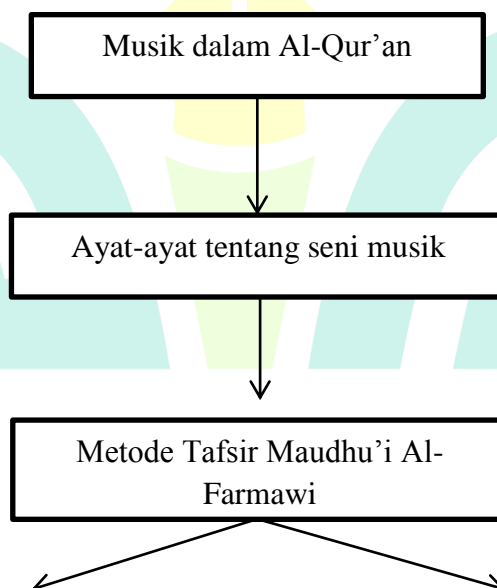 Musik dalam Al-Qur’an
Ayat-ayat tentang seni musik
Metode Tafsir Maudhu’i Al-
Farmawi